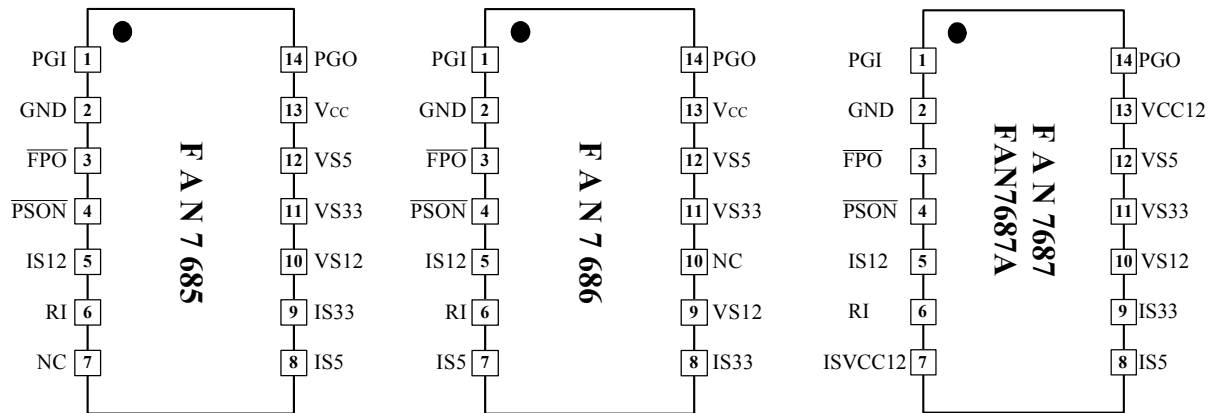 PGI 1 14 PGO
GND 2 13 Vcc
FPO 3 12 VS5
PSON 4 11 VS33
IS12 5 10 VS12
RI 6 9 IS33
NC 7 8 IS5
FAN7685
PGI 1 14 PGO
GND 2 13 Vcc
FPO 3 12 VS5
PSON 4 11 VS33
IS12 5 10 NC
RI 6 9 VS12
IS5 7 8 IS33
FAN7686
PGI 1 14 PGO
GND 2 13 VCC12
FPO 3 12 VS5
PSON 4 11 VS33
IS12 5 10 VS12
RI 6 9 IS33
ISVCC12 7 8 IS5
FAN7687
FAN7687A